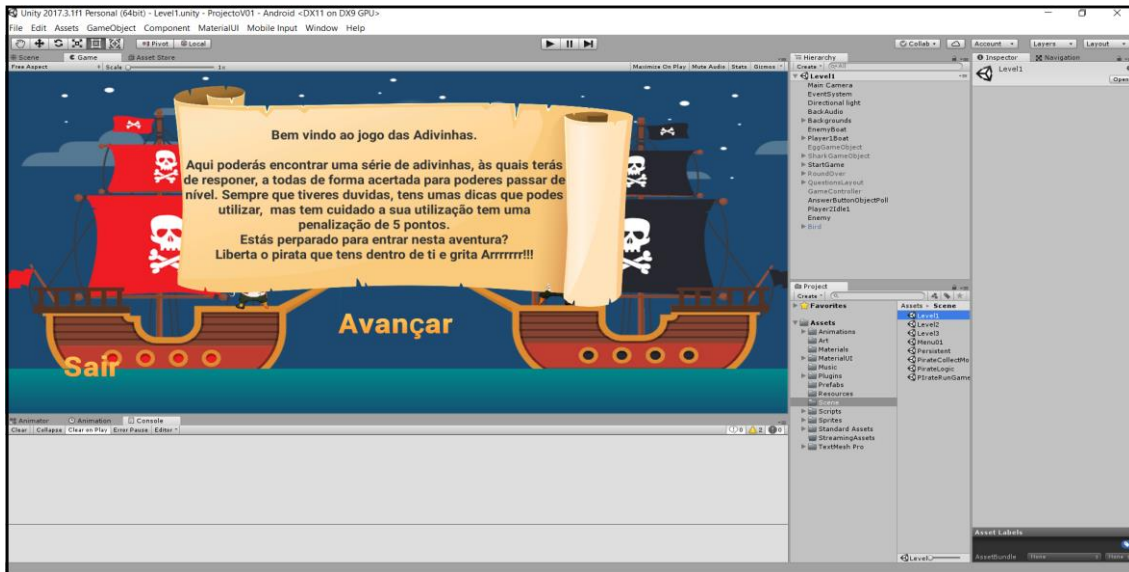 Unity 2017.3.1f1 Personal (64bit) - Level1.unity - ProjectoV01 - Android <DX11 on DX9 GPU>
File Edit Assets GameObject Component MaterialUI Mobile Input Window Help
Pivot Local
Collab Account Layers Layout
Scene Game Asset Store
Free Aspect Scale 1x
Maximize On Play Mute Audio Stats Gizmos
Bem vindo ao jogo das Adivinhas.
Aqui poderás encontrar uma série de adivinhas, às quais terás
de responer, a todas de forma acertada para poderes passar de
nível. Sempre que tiveres duvidas, tens umas dicas que podes
utilizar, mas tem cuidado a sua utilização tem uma
penalização de 5 pontos.
Estás perparado para entrar nesta aventura?
Liberta o pirata que tens dentro de ti e grita Arrrrrrr!!!
Avançar
Sair
Animator Animation Console
Clear Collapse Clear on Play Error Pause Editor
0 2 0
Hierarchy
Create All
Level1
Main Camera
EventSystem
Directional light
BackAudio
Backgrounds
EnemyBoat
Player1Boat
EggGameObject
SharkGameObject
StartGame
RoundOver
QuestionsLayout
GameController
AnswerButtonObjectPoll
Player2Idle1
Enemy
Bird
Project
Create
Favorites
Assets
Animations
Art
Materials
MaterialUI
Music
Plugins
Prefabs
Resources
Scene
Scripts
Sprites
Standard Assets
StreamingAssets
TextMesh Pro
Assets Scene
Level1
Level2
Level3
Menu01
Persistent
PirateCollectMo
PirateLogic
PIrateRunGame
Level
Inspector Navigation
Level1
Open
Asset Labels
AssetBundle None None